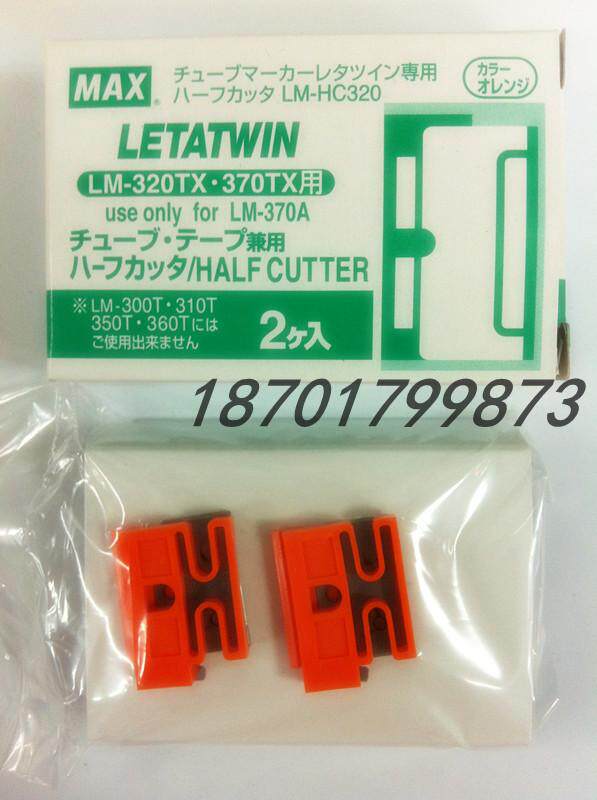 MAX®
チューブマーカーレタツイン専用
ハーフカッタ LM-HC320
カラー
オレンジ
LETATWIN
LM-320TX・370TX用
use only for LM-370A
チューブ・テープ兼用
ハーフカッタ/HALF CUTTER
※LM-300T・310T
350T・360Tには
ご使用出来ません
2ヶ入
18701799873